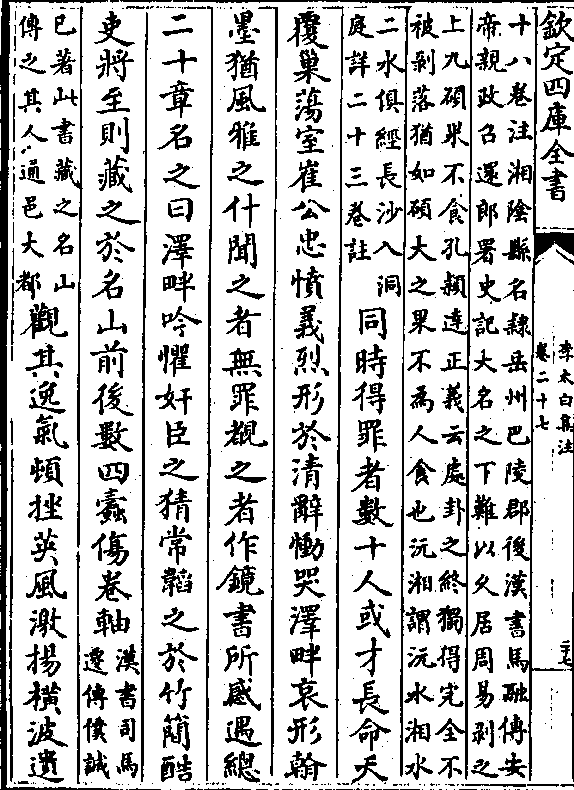 欽定四庫全書
李太白集注
卷二十七
十八卷注湘陰縣名隸岳州巴陵郡後漢書馬融傳安
帝親政召還郎署史記大名之下難以久居周易剥之
上九碩果不食孔穎達正義云處卦之終獨得完全不
被剥落猶如碩大之果不為人食也沅湘謂沅水湘水
二水俱經長沙入洞
庭詳二十三卷註
同時得罪者數十人或才長命夭
覆巢蕩室崔公忠憤義烈形於清辭慟哭澤畔哀形翰
墨猶風雅之什聞之者無罪覩之者作鏡書所感遇總
二十章名之曰澤畔吟懼奸臣之猜常韜之於竹簡酷
吏將至則藏之於名山前後數四蠹傷卷軸
漢書司馬
遷傳僕誠
已著此書藏之名山
傳之其人通邑大都
觀其逸氣頓挫英風激揚橫波遺